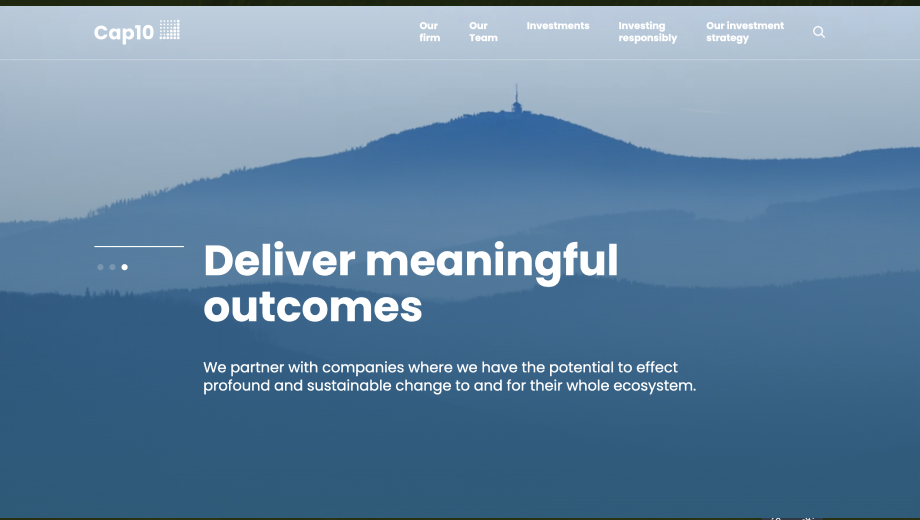 Cap10
Our firm
Our Team
Investments
Investing responsibly
Our investment strategy
Deliver meaningful
outcomes
We partner with companies where we have the potential to effect
profound and sustainable change to and for their whole ecosystem.